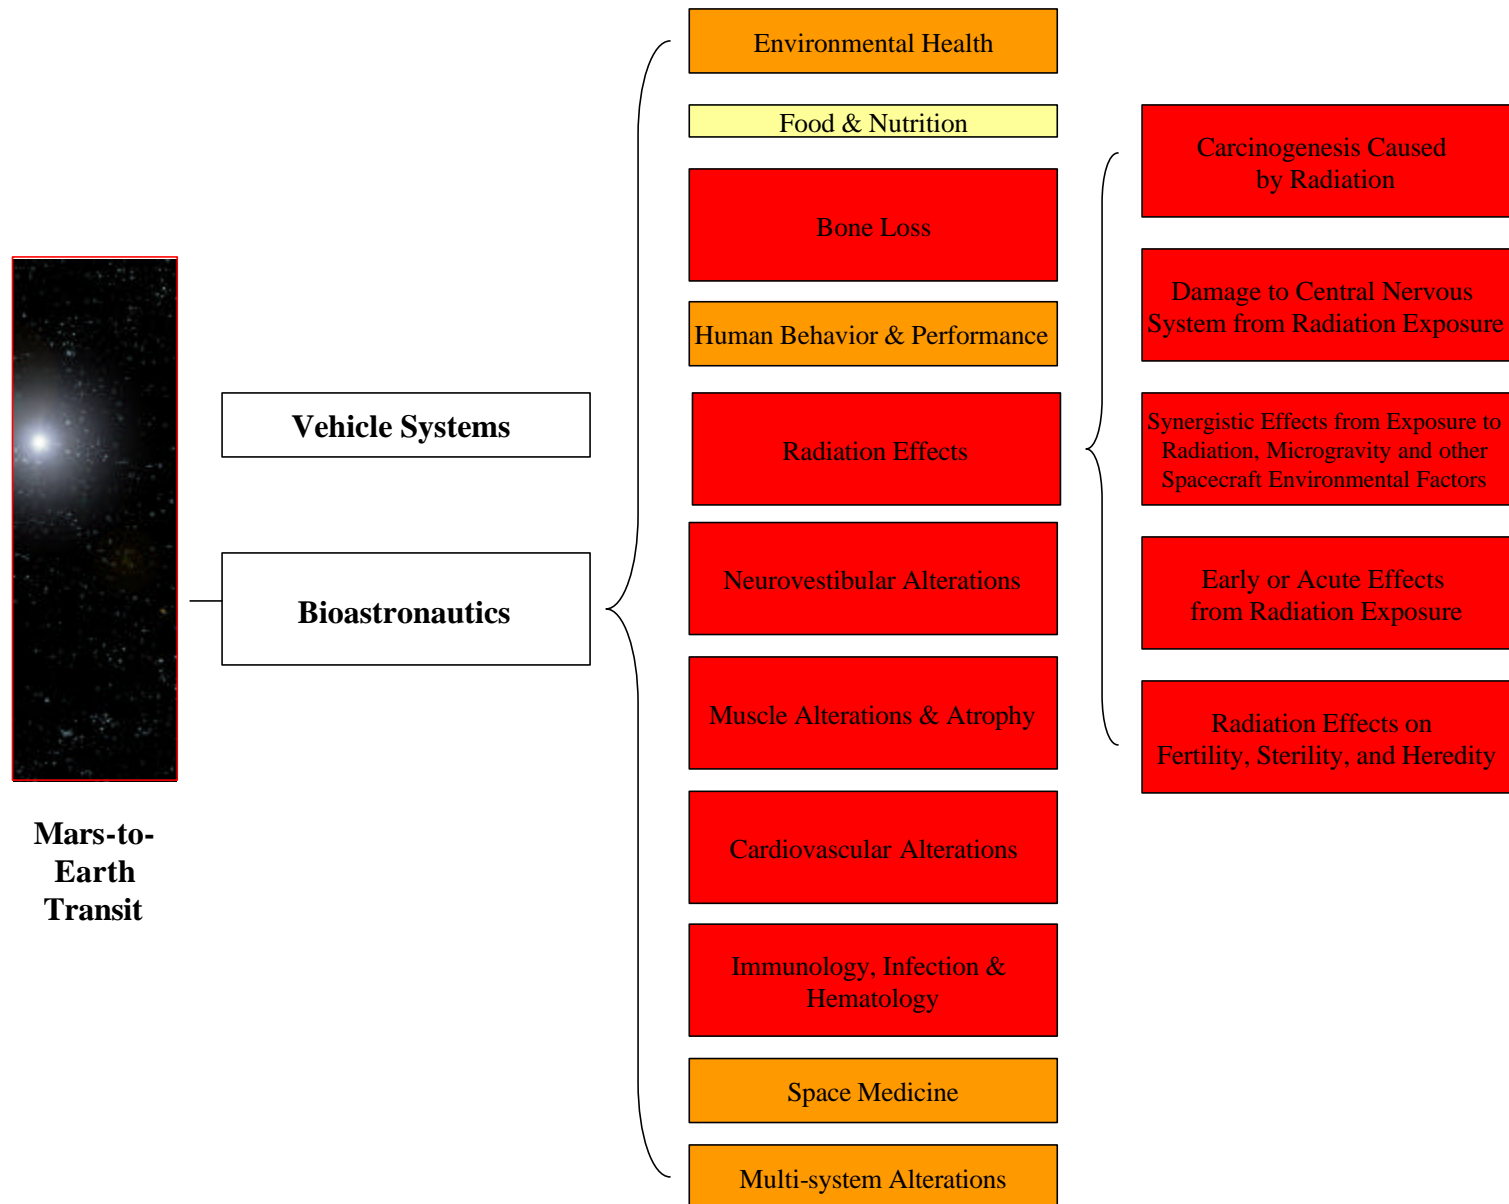 Mars-to-
Earth
Transit
Vehicle Systems
Bioastronautics
Environmental Health
Food & Nutrition
Bone Loss
Human Behavior & Performance
Radiation Effects
Neurovestibular Alterations
Muscle Alterations & Atrophy
Cardiovascular Alterations
Immunology, Infection &
Hematology
Space Medicine
Multi-system Alterations
Carcinogenesis Caused
by Radiation
Damage to Central Nervous
System from Radiation Exposure
Synergistic Effects from Exposure to
Radiation, Microgravity and other
Spacecraft Environmental Factors
Early or Acute Effects
from Radiation Exposure
Radiation Effects on
Fertility, Sterility, and Heredity